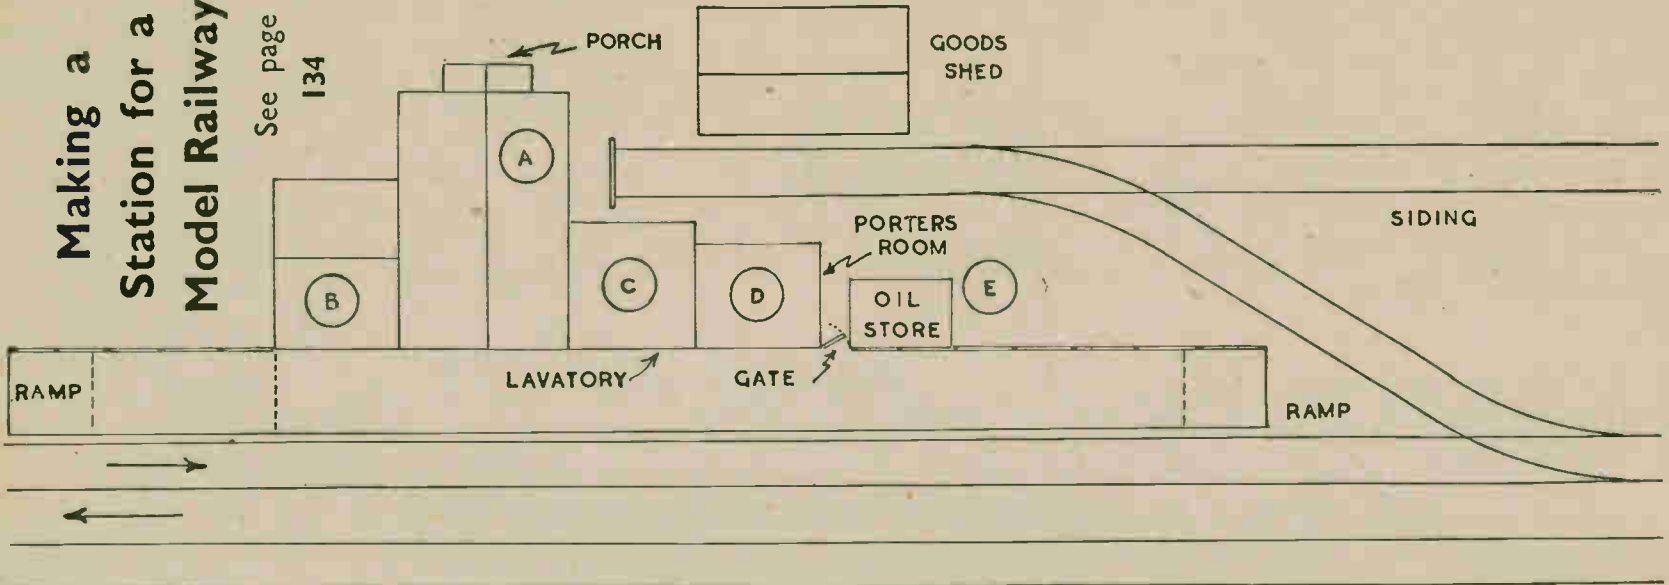 Making a
Station for a
Model Railway
See page
134
PORCH
GOODS
SHED
A
SIDING
PORTERS
ROOM
B
C
D
OIL
STORE
E
RAMP
LAVATORY
GATE
RAMP